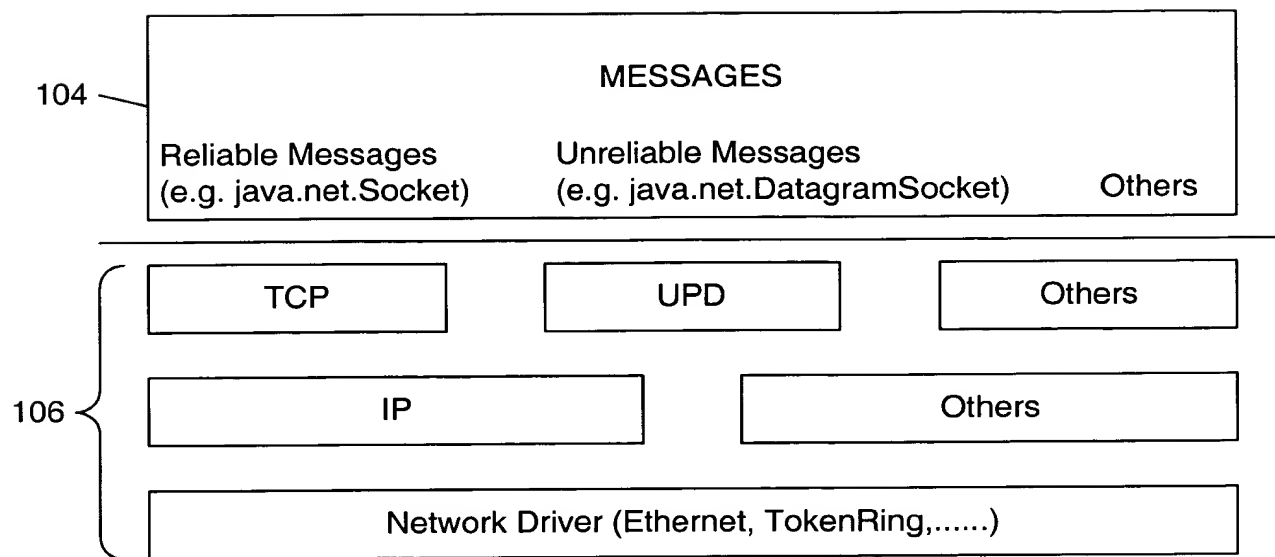 MESSAGES
104
Reliable Messages
(e.g. java.net.Socket)
Unreliable Messages
(e.g. java.net.DatagramSocket)
Others
TCP
UPD
Others
106
IP
Others
Network Driver (Ethernet, TokenRing,......)